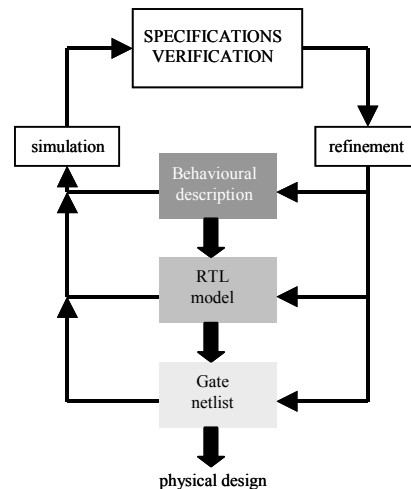 SPECIFICATIONS
VERIFICATION
simulation
refinement
Behavioural
description
RTL
model
Gate
netlist
physical design